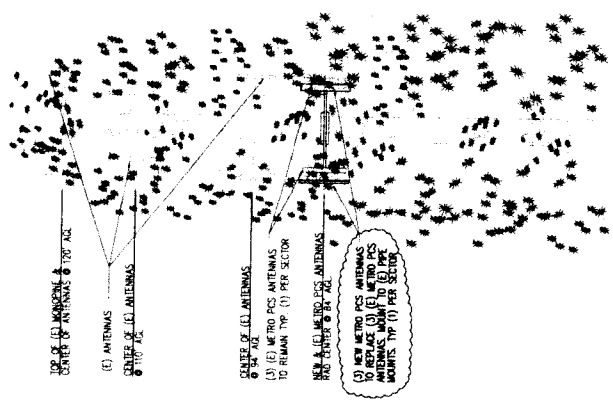 TOP OF (E) MONOPINE &
CENTER OF ANTENNAS @ 120' AGL
(E) ANTENNAS
CENTER OF (E) ANTENNAS
@ 110' AGL
CENTER OF (E) ANTENNAS
@ 94' AGL
(3) (E) METRO PCS ANTENNAS
TO REMAIN TYP. (1) PER SECTOR
NEW & (E) METRO PCS ANTENNAS
RAD CENTER @ 84' AGL
(3) NEW METRO PCS ANTENNAS
TO REPLACE (3) (E) METRO PCS
ANTENNAS. MOUNT TO (E) PIPE
MOUNTS. TYP (1) PER SECTOR